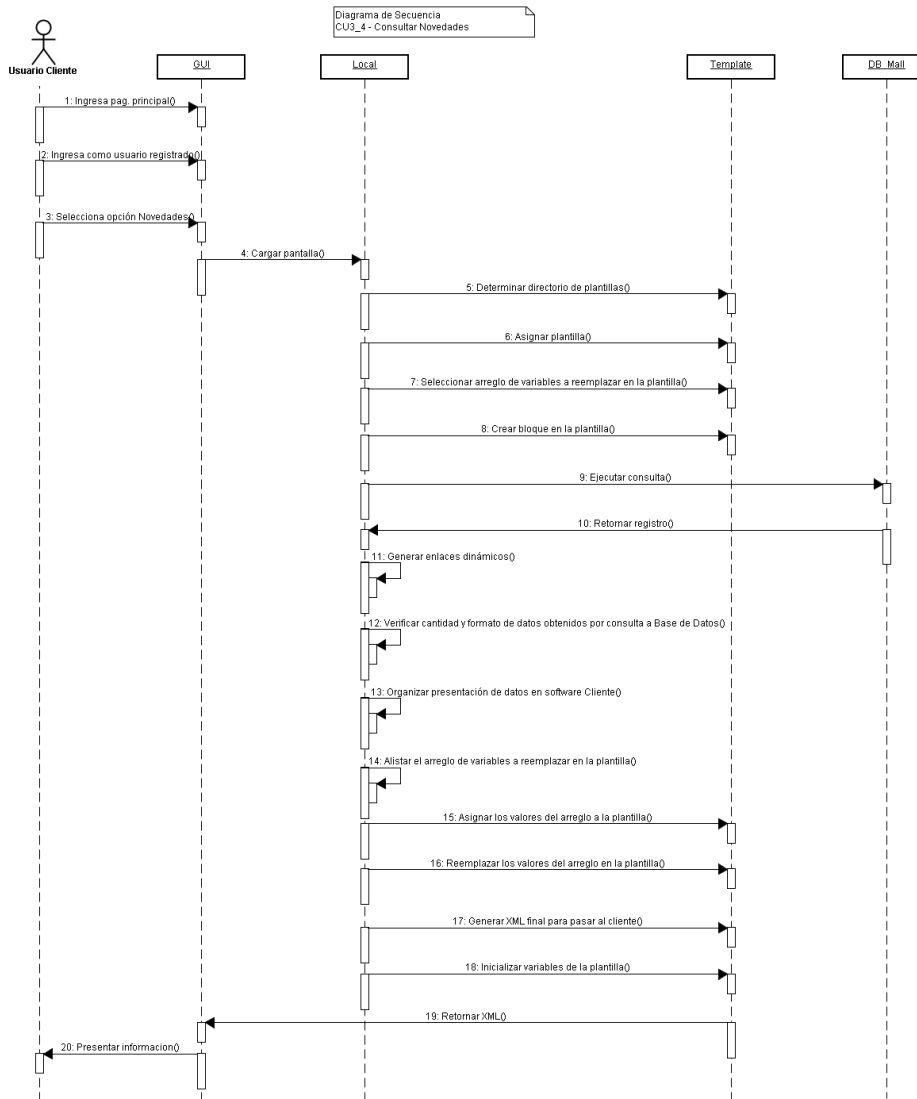 Diagrama de Secuencia
CU3_4 - Consultar Novedades
Usuario Cliente
GUI
Local
Template
DB_Mall
1: Ingresa pag. principal()
2: Ingresa como usuario registrado()
3: Selecciona opción Novedades()
4: Cargar pantalla()
5: Determinar directorio de plantillas()
6: Asignar plantilla()
7: Seleccionar arreglo de variables a reemplazar en la plantilla()
8: Crear bloque en la plantilla()
9: Ejecutar consulta()
10: Retornar registro()
11: Generar enlaces dinámicos()
12: Verificar cantidad y formato de datos obtenidos por consulta a Base de Datos()
13: Organizar presentación de datos en software Cliente()
14: Alistar el arreglo de variables a reemplazar en la plantilla()
15: Asignar los valores del arreglo a la plantilla()
16: Reemplazar los valores del arreglo en la plantilla()
17: Generar XML final para pasar al cliente()
18: Inicializar variables de la plantilla()
19: Retornar XML()
20: Presentar informacion()